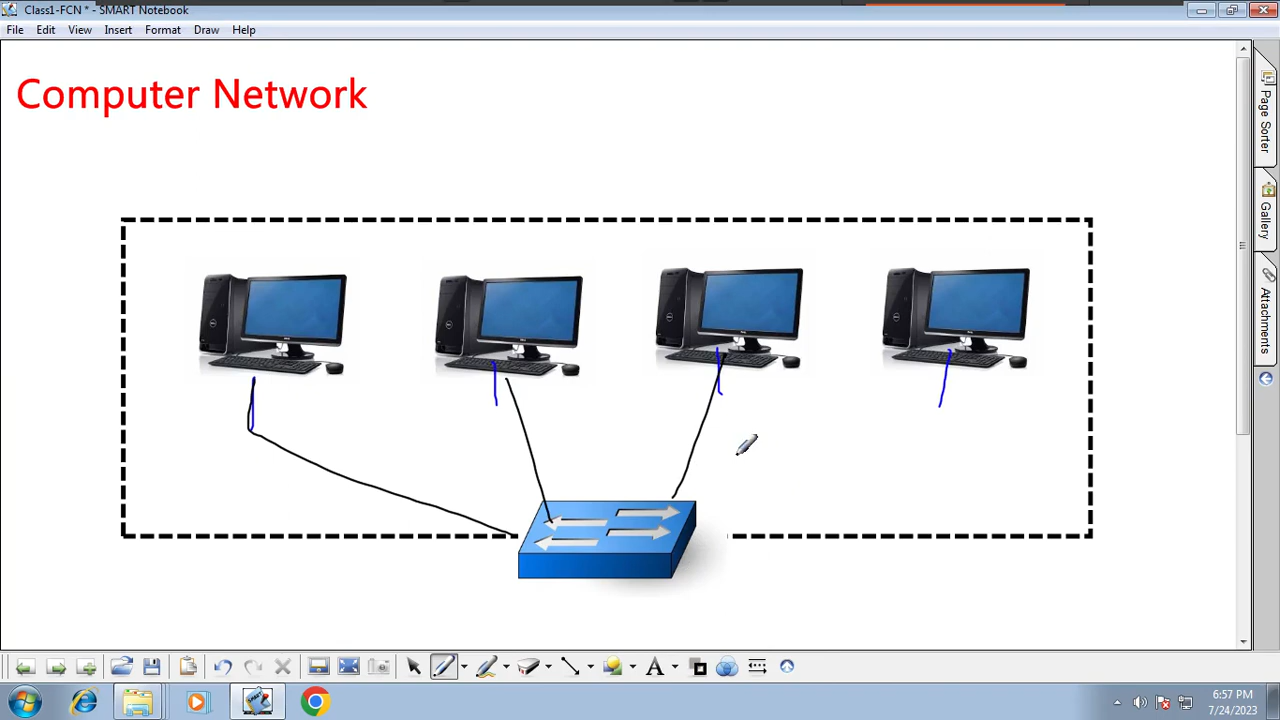 Class1-FCN * - SMART Notebook
File Edit View Insert Format Draw Help
Computer Network
Page Sorter
Gallery
Attachments
A
6:57 PM
7/24/2023